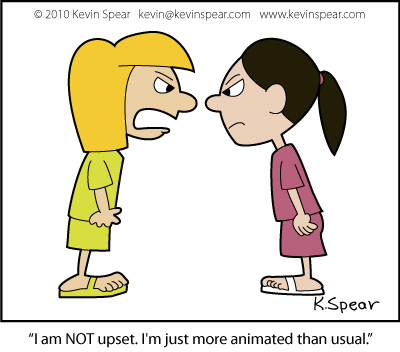 © 2010 Kevin Spear   kevin@kevinspear.com   www.kevinspear.com
K.Spear
“I am NOT upset. I'm just more animated than usual.”